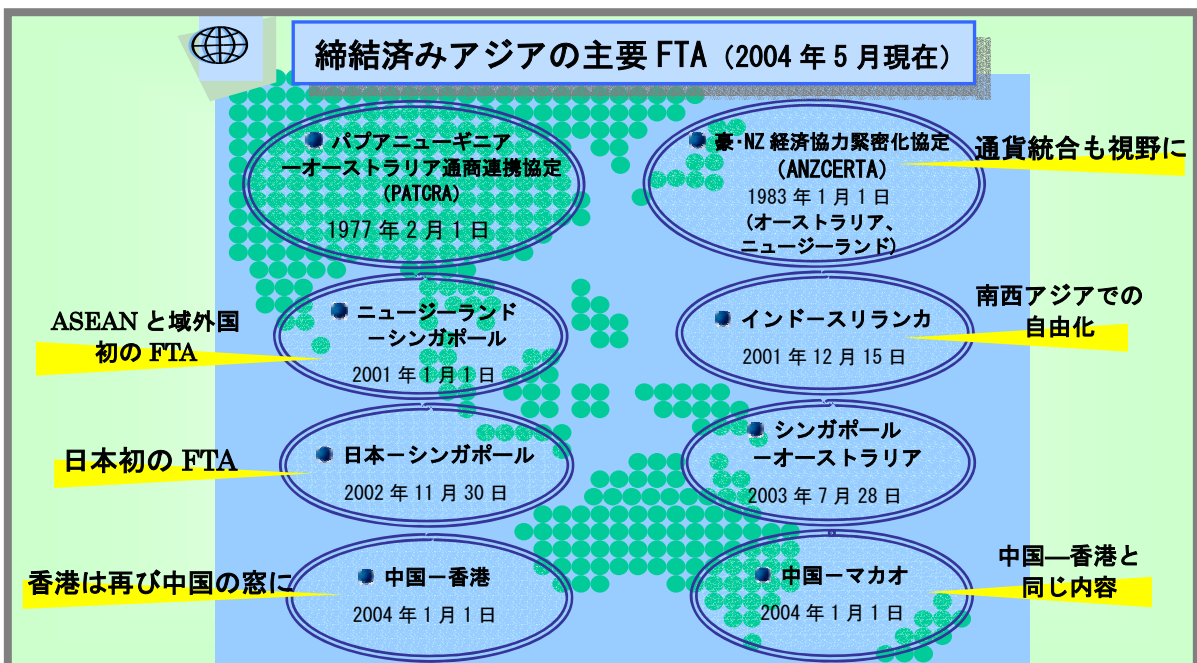 締結済みアジアの主要 FTA（2004 年 5 月現在）
パプアニューギニア
－オーストラリア通商連携協定
(PATCRA)
1977 年 2 月 1 日
豪･NZ 経済協力緊密化協定
(ANZCERTA)
1983 年 1 月 1 日
(オーストラリア、
ニュージーランド)
通貨統合も視野に
ASEAN と域外国
初の FTA
ニュージーランド
－シンガポール
2001 年 1 月 1 日
インド－スリランカ
2001 年 12 月 15 日
南西アジアでの
自由化
日本初の FTA
日本－シンガポール
2002 年 11 月 30 日
シンガポール
－オーストラリア
2003 年 7 月 28 日
香港は再び中国の窓に
中国－香港
2004 年 1 月 1 日
中国－マカオ
2004 年 1 月 1 日
中国―香港と
同じ内容